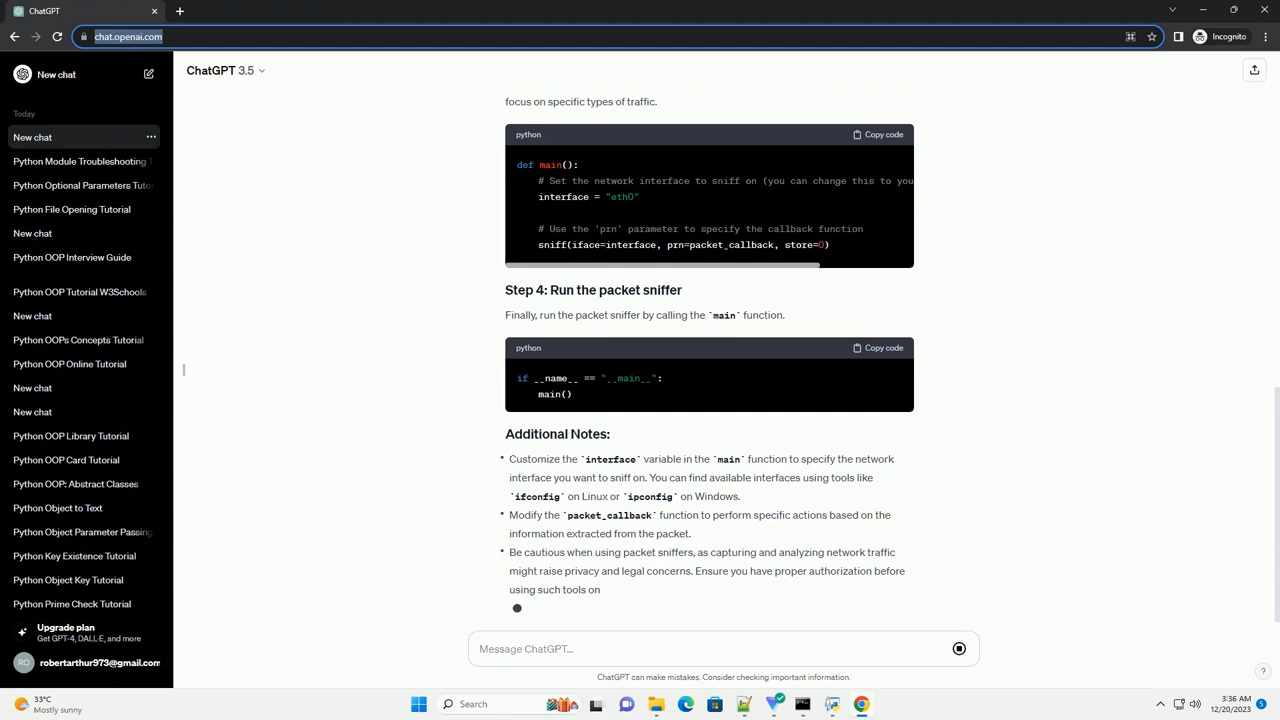 ChatGPT
chat.openai.com
Incognito
New chat
ChatGPT 3.5
Today
New chat
Python Module Troubleshooting T
Python Optional Parameters Tutor
Python File Opening Tutorial
New chat
Python OOP Interview Guide
Python OOP Tutorial W3Schools
New chat
Python OOPs Concepts Tutorial
Python OOP Online Tutorial
New chat
New chat
Python OOP Library Tutorial
Python OOP Card Tutorial
Python OOP: Abstract Classes
Python Object to Text
Python Object Parameter Passing
Python Key Existence Tutorial
Python Object Key Tutorial
Python Prime Check Tutorial
Upgrade plan
Get GPT-4, DALL·E, and more
RO
robertarthur973@gmail.com
focus on specific types of traffic.
python
Copy code
def main():
# Set the network interface to sniff on (you can change this to you
interface = "eth0"
# Use the 'prn' parameter to specify the callback function
sniff(iface=interface, prn=packet_callback, store=0)
Step 4: Run the packet sniffer
Finally, run the packet sniffer by calling the `main` function.
python
Copy code
if __name__ == "__main__":
main()
Additional Notes:
• Customize the `interface` variable in the `main` function to specify the network
interface you want to sniff on. You can find available interfaces using tools like
`ifconfig` on Linux or `ipconfig` on Windows.
• Modify the `packet_callback` function to perform specific actions based on the
information extracted from the packet.
• Be cautious when using packet sniffers, as capturing and analyzing network traffic
might raise privacy and legal concerns. Ensure you have proper authorization before
using such tools on
Message ChatGPT...
ChatGPT can make mistakes. Consider checking important information.
?
33°C
Mostly sunny
Search
3:36 AM
12/20/2023
5